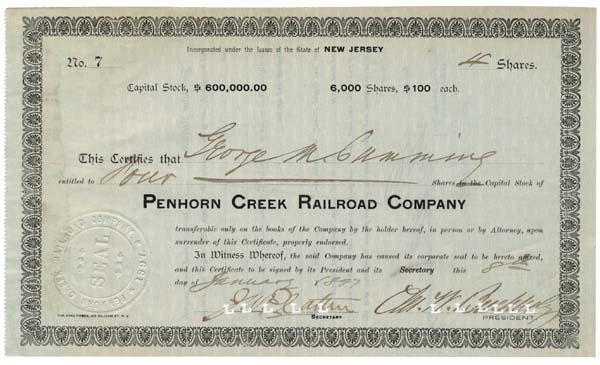 Incorporated under the laws of the State of NEW JERSEY
No. 7
4 Shares.
Capital Stock, $ 600,000.00 6,000 Shares, $100 each.
This Certifies that George M Cumming
entitled to Four Shares in the Capital Stock of
PENHORN CREEK RAILROAD COMPANY
transferable only on the books of the Company by the holder hereof, in person or by Attorney, upon
surrender of this Certificate, properly endorsed.
In Witness Whereof, the said Company has caused its corporate seal to be hereto affixed,
and this Certificate to be signed by its President and its Secretary this 8th
day of January 1897
SECRETARY
PRESIDENT.
SEAL